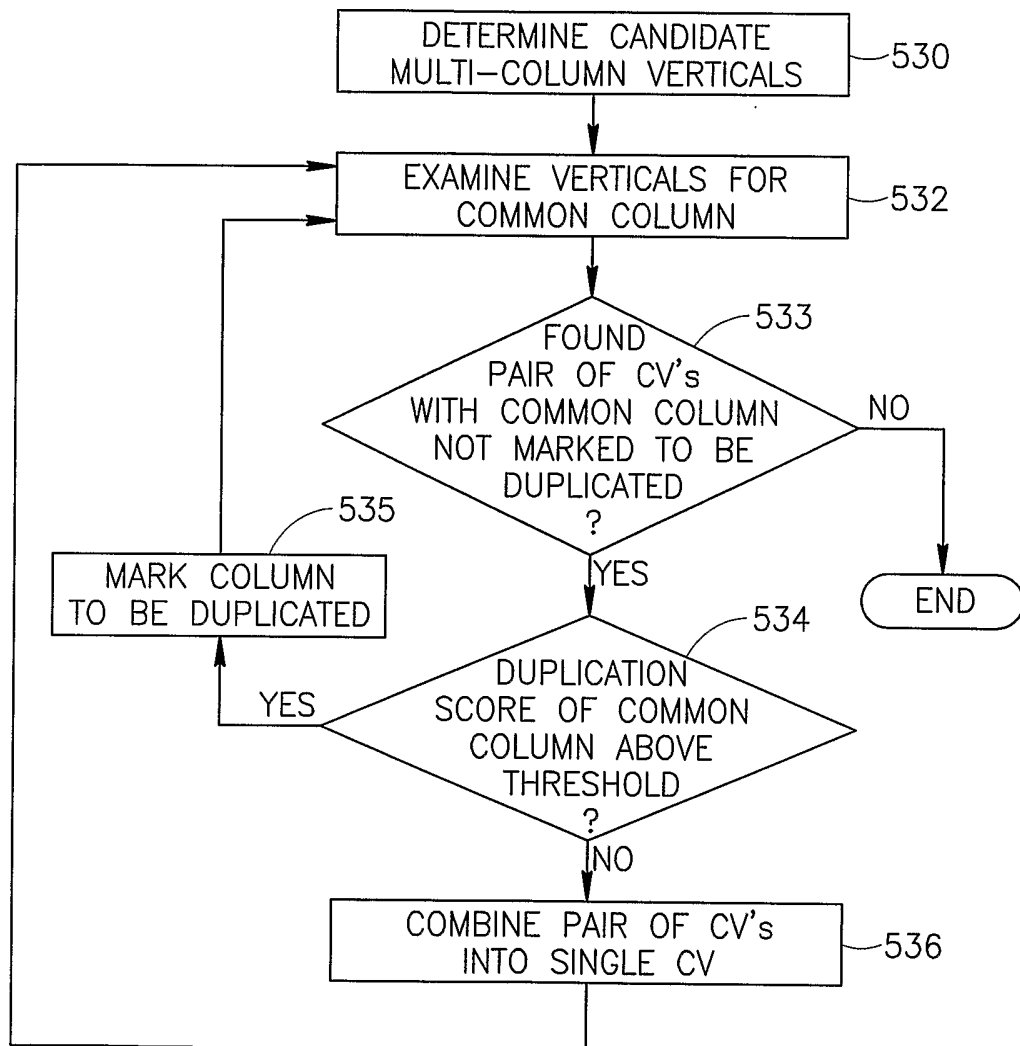 DETERMINE CANDIDATE
MULTI-COLUMN VERTICALS
530
EXAMINE VERTICALS FOR
COMMON COLUMN
532
533
FOUND
PAIR OF CV's
WITH COMMON COLUMN
NOT MARKED TO BE
DUPLICATED
?
NO
YES
END
535
MARK COLUMN
TO BE DUPLICATED
534
DUPLICATION
SCORE OF COMMON
COLUMN ABOVE
THRESHOLD
?
YES
NO
COMBINE PAIR OF CV's
INTO SINGLE CV
536